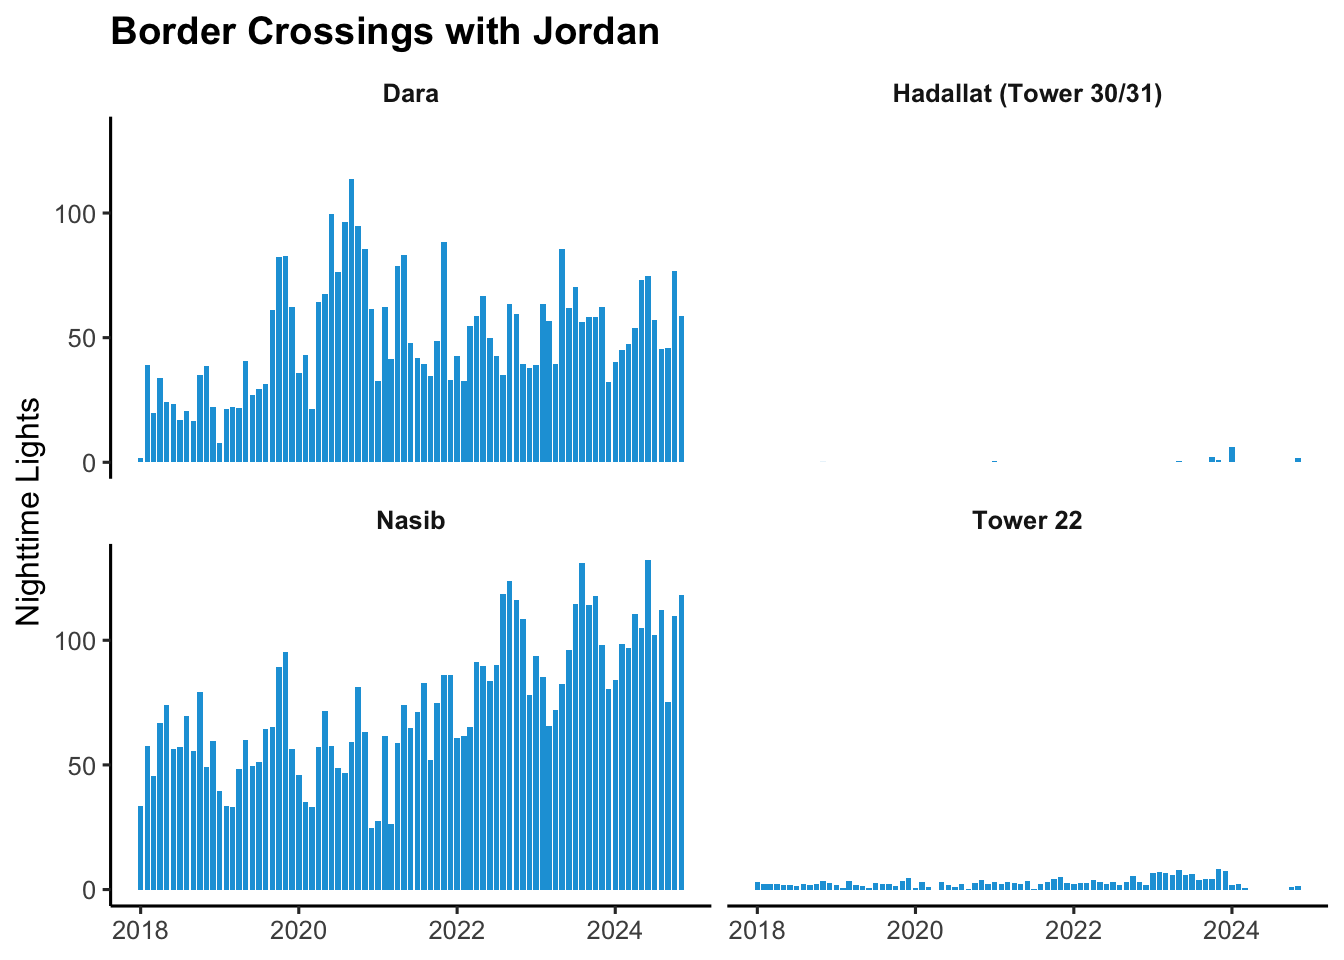 Border Crossings with Jordan
Dara
Hadallat (Tower 30/31)
100
50
0
Nasib
Tower 22
100
50
0
Nighttime Lights
2018 2020 2022 2024
2018 2020 2022 2024